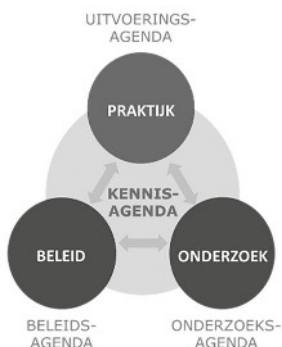 UITVOERINGS-
AGENDA
PRAKTIJK
KENNIS-
AGENDA
BELEID
ONDERZOEK
BELEIDS-
AGENDA
ONDERZOEKS-
AGENDA